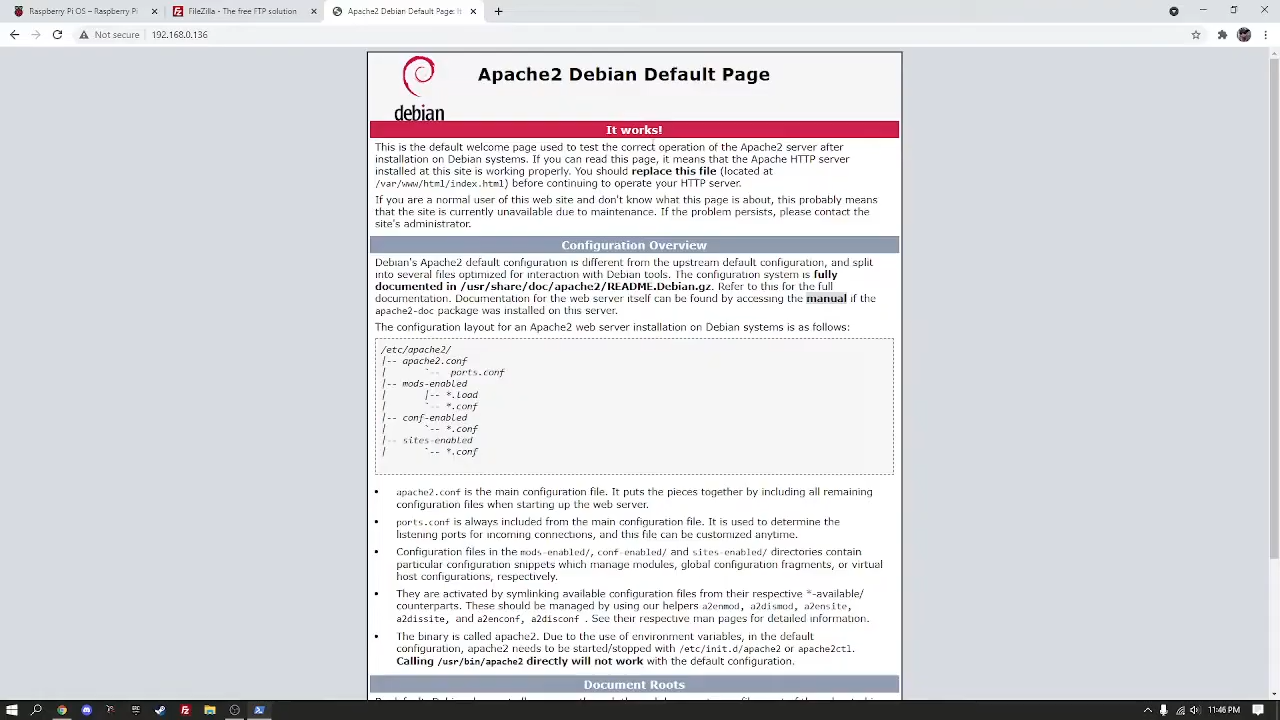 Raspberry Pi OS – Raspberry Pi
FileZilla - The free FTP solution
Apache2 Debian Default Page: It
Not secure
192.168.0.136
debian
Apache2 Debian Default Page
It works!
This is the default welcome page used to test the correct operation of the Apache2 server after
installation on Debian systems. If you can read this page, it means that the Apache HTTP server
installed at this site is working properly. You should replace this file (located at
/var/www/html/index.html) before continuing to operate your HTTP server.
If you are a normal user of this web site and don't know what this page is about, this probably means
that the site is currently unavailable due to maintenance. If the problem persists, please contact the
site's administrator.
Configuration Overview
Debian's Apache2 default configuration is different from the upstream default configuration, and split
into several files optimized for interaction with Debian tools. The configuration system is fully
documented in /usr/share/doc/apache2/README.Debian.gz. Refer to this for the full
documentation. Documentation for the web server itself can be found by accessing the manual if the
apache2-doc package was installed on this server.
The configuration layout for an Apache2 web server installation on Debian systems is as follows:
/etc/apache2/
|-- apache2.conf
|       `--  ports.conf
|-- mods-enabled
|       |-- *.load
|       `-- *.conf
|-- conf-enabled
|       `-- *.conf
|-- sites-enabled
|       `-- *.conf
• apache2.conf is the main configuration file. It puts the pieces together by including all remaining
configuration files when starting up the web server.
• ports.conf is always included from the main configuration file. It is used to determine the
listening ports for incoming connections, and this file can be customized anytime.
• Configuration files in the mods-enabled/, conf-enabled/ and sites-enabled/ directories contain
particular configuration snippets which manage modules, global configuration fragments, or virtual
host configurations, respectively.
• They are activated by symlinking available configuration files from their respective *-available/
counterparts. These should be managed by using our helpers a2enmod, a2dismod, a2ensite,
a2dissite, and a2enconf, a2disconf . See their respective man pages for detailed information.
• The binary is called apache2. Due to the use of environment variables, in the default
configuration, apache2 needs to be started/stopped with /etc/init.d/apache2 or apache2ctl.
Calling /usr/bin/apache2 directly will not work with the default configuration.
Document Roots
11:46 PM